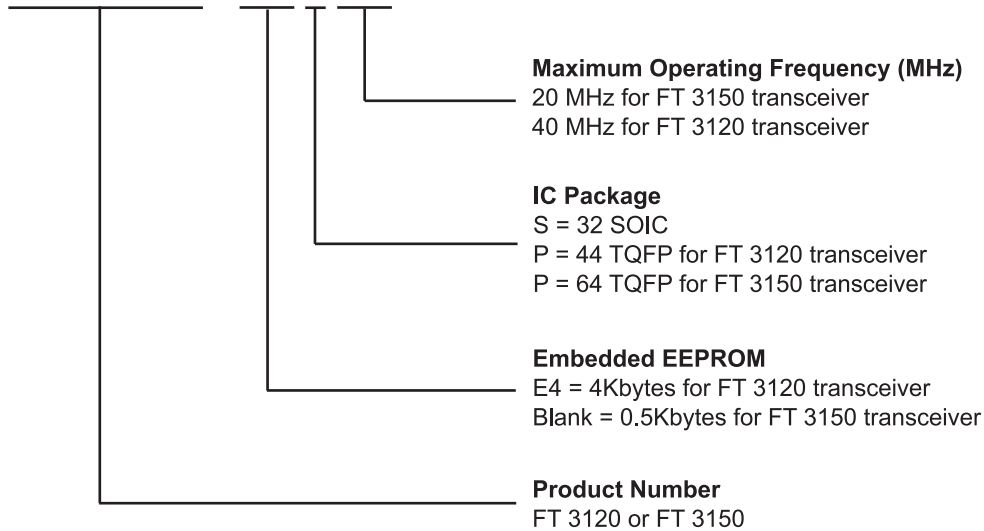 Maximum Operating Frequency (MHz)
20 MHz for FT 3150 transceiver
40 MHz for FT 3120 transceiver
IC Package
S = 32 SOIC
P = 44 TQFP for FT 3120 transceiver
P = 64 TQFP for FT 3150 transceiver
Embedded EEPROM
E4 = 4Kbytes for FT 3120 transceiver
Blank = 0.5Kbytes for FT 3150 transceiver
Product Number
FT 3120 or FT 3150